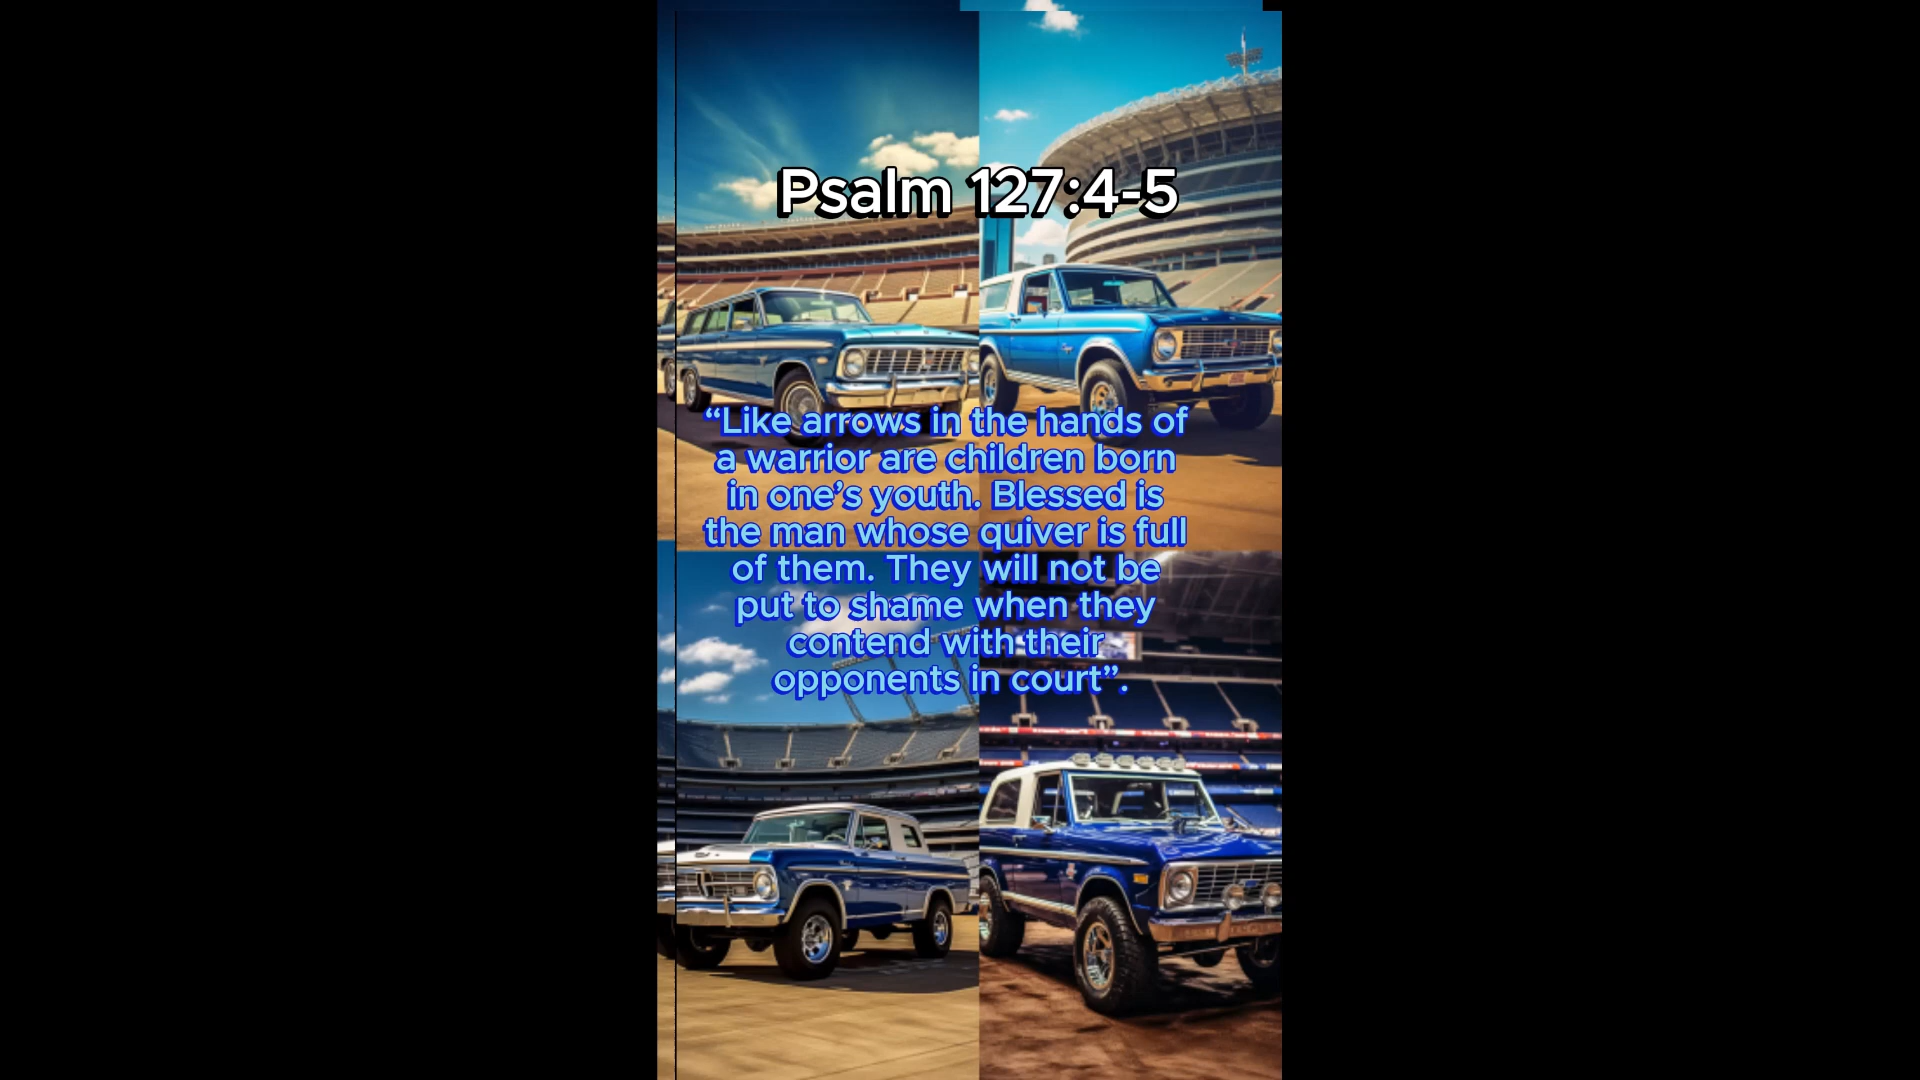 Psalm 127:4-5
“Like arrows in the hands of
a warrior are children born
in one’s youth. Blessed is
the man whose quiver is full
of them. They will not be
put to shame when they
contend with their
opponents in court”.